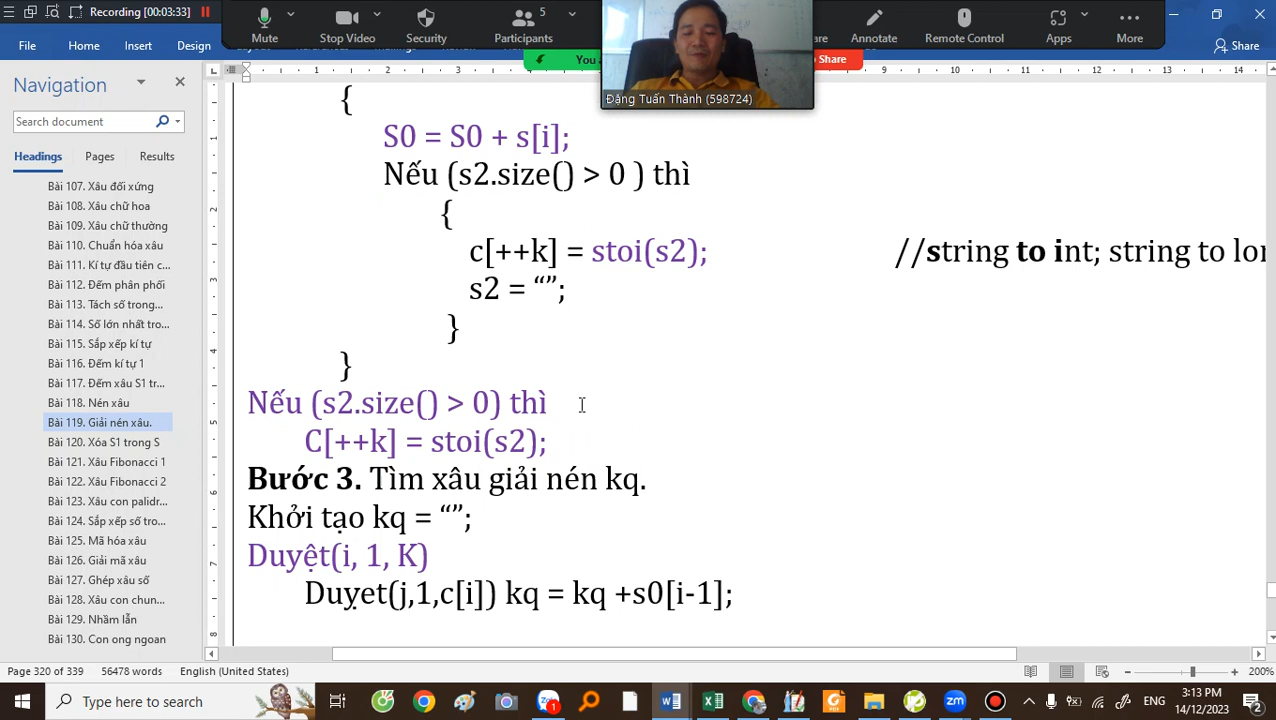 Recording... 00:03:33
Mute
Stop Video
Security
5
Participants
Annotate
Remote Control
Apps
More
File
Home
Insert
Design
Share
You a
Share
Đặng Tuấn Thành (598724)
Navigation
Search document
Headings
Pages
Results
Bài 107. Xâu đối xứng
Bài 108. Xâu chữ hoa
Bài 109. Xâu chữ thường
Bài 110. Chuẩn hóa xâu
Bài 111. Kí tự đầu tiên c...
Bài 112. Đếm phân phối
Bài 113. Tách số trong...
Bài 114. Số lớn nhất tro...
Bài 115. Sắp xếp kí tự
Bài 116. Đếm kí tự 1
Bài 117. Đếm xâu S1 tr...
Bài 118. Nén xâu
Bài 119. Giải nén xâu.
Bài 120. Xóa S1 trong S
Bài 121. Xâu Fibonacci 1
Bài 122. Xâu Fibonacci 2
Bài 123. Xâu con palidr...
Bài 124. Sắp xếp số tro...
Bài 125. Mã hóa xâu
Bài 126. Giải mã xâu
Bài 127. Ghép xâu số
Bài 128. Xâu con chun...
Bài 129. Nhầm lẫn
Bài 130. Con ong ngoan
{
S0 = S0 + s[i];
Nếu (s2.size() > 0 ) thì
{
c[++k] = stoi(s2); //string to int; string to lon
s2 = “”;
}
}
Nếu (s2.size() > 0) thì
C[++k] = stoi(s2);
Bước 3. Tìm xâu giải nén kq.
Khởi tạo kq = “”;
Duyệt(i, 1, K)
Duyẹt(j,1,c[i]) kq = kq +s0[i-1];
Page 320 of 339 56478 words English (United States)
200%
Type here to search
ENG
3:13 PM
14/12/2023